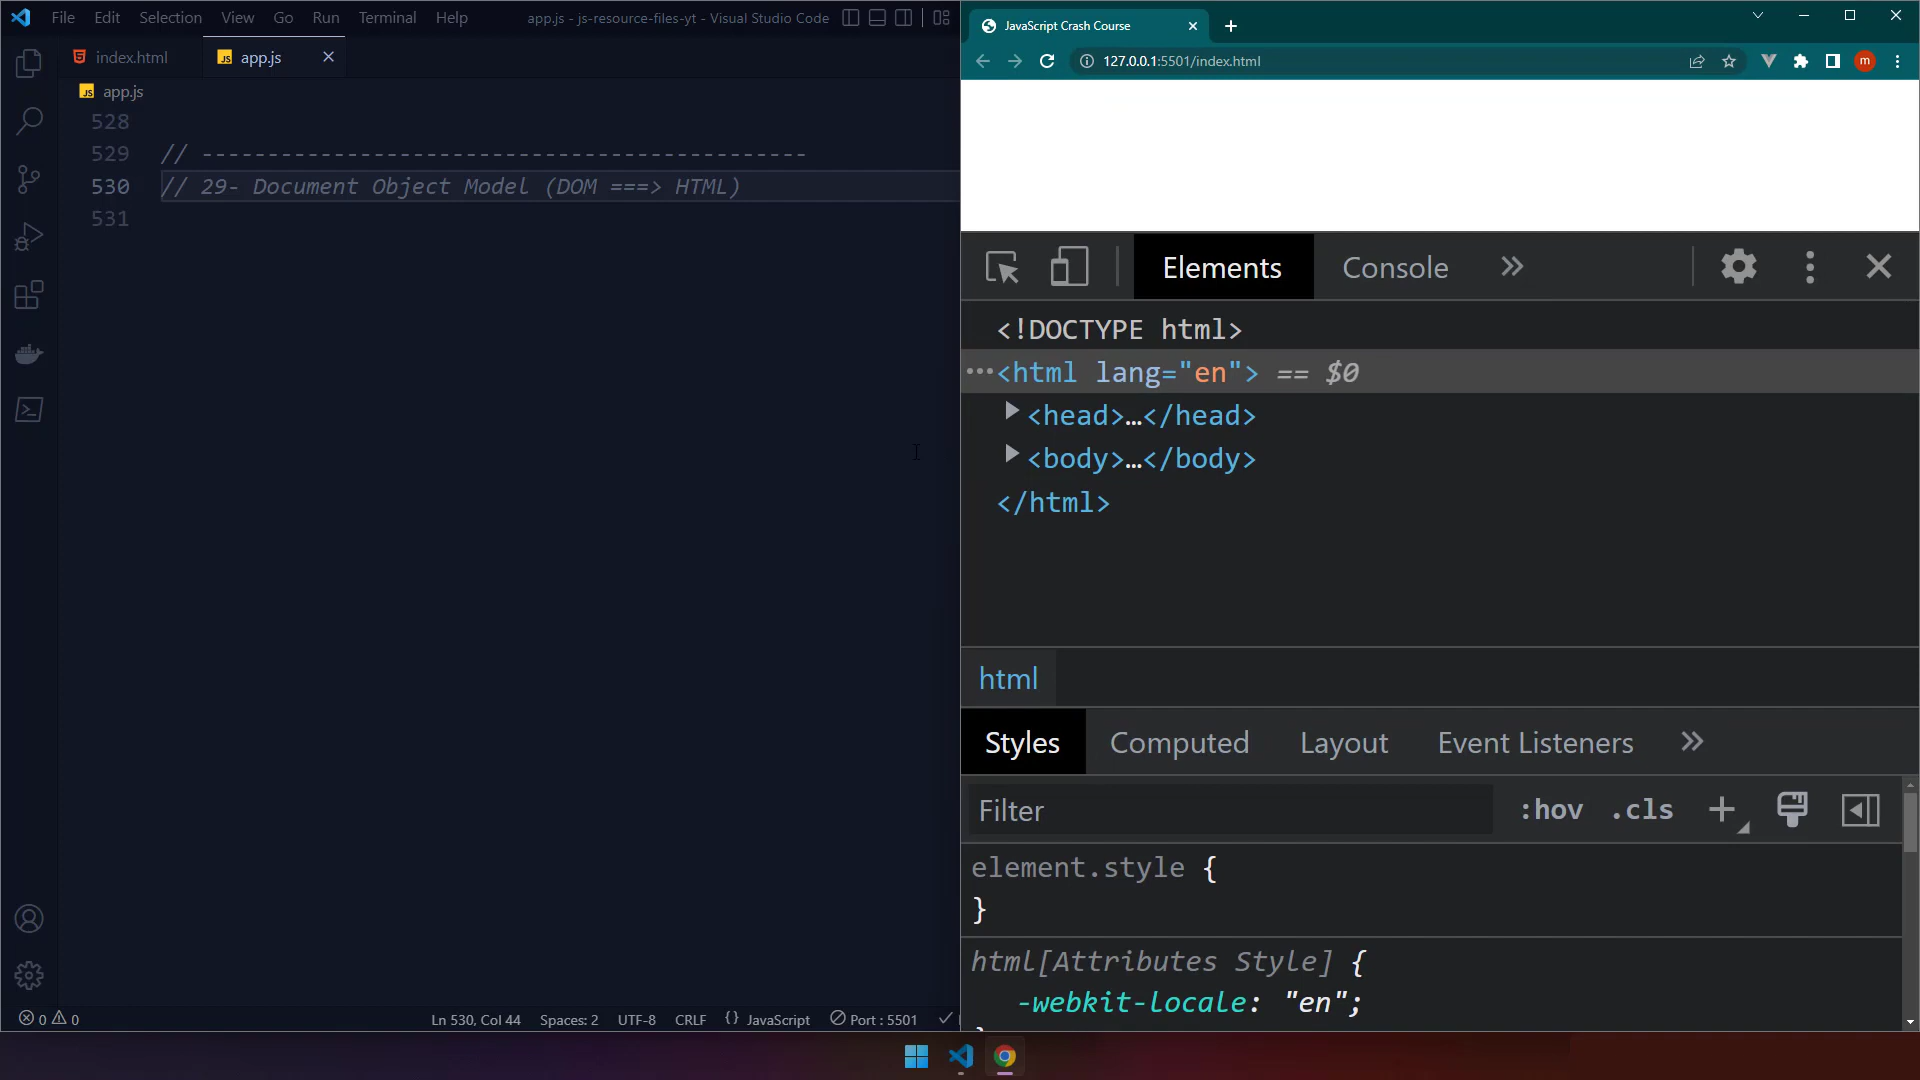 File Edit Selection View Go Run Terminal Help app.js - js-resource-files-yt - Visual Studio Code
index.html app.js
JS app.js
528
529 // ----------------------------------------------
530 // 29- Document Object Model (DOM ===> HTML)
531
0 0 Ln 530, Col 44 Spaces: 2 UTF-8 CRLF {} JavaScript Port : 5501
JavaScript Crash Course
127.0.0.1:5501/index.html m
Elements Console
<!DOCTYPE html>
<html lang="en"> == $0
<head>…</head>
<body>…</body>
</html>
html
Styles Computed Layout Event Listeners
Filter :hov .cls
element.style {
}
html[Attributes Style] {
-webkit-locale: "en";